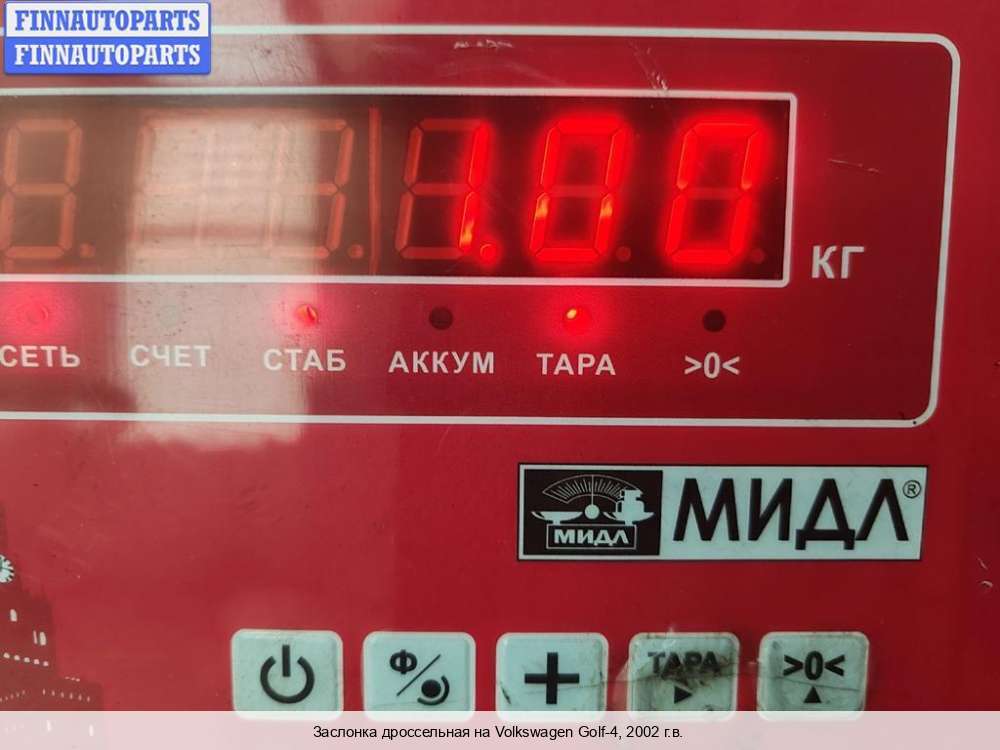 FINNAUTOPARTS
FINNAUTOPARTS
1.00
КГ
СЕТЬ СЧЕТ СТАБ АККУМ ТАРА >0<
МИДЛ МИДЛ®
Ф
ТАРА >0<
Заслонка дроссельная на Volkswagen Golf-4, 2002 г.в.